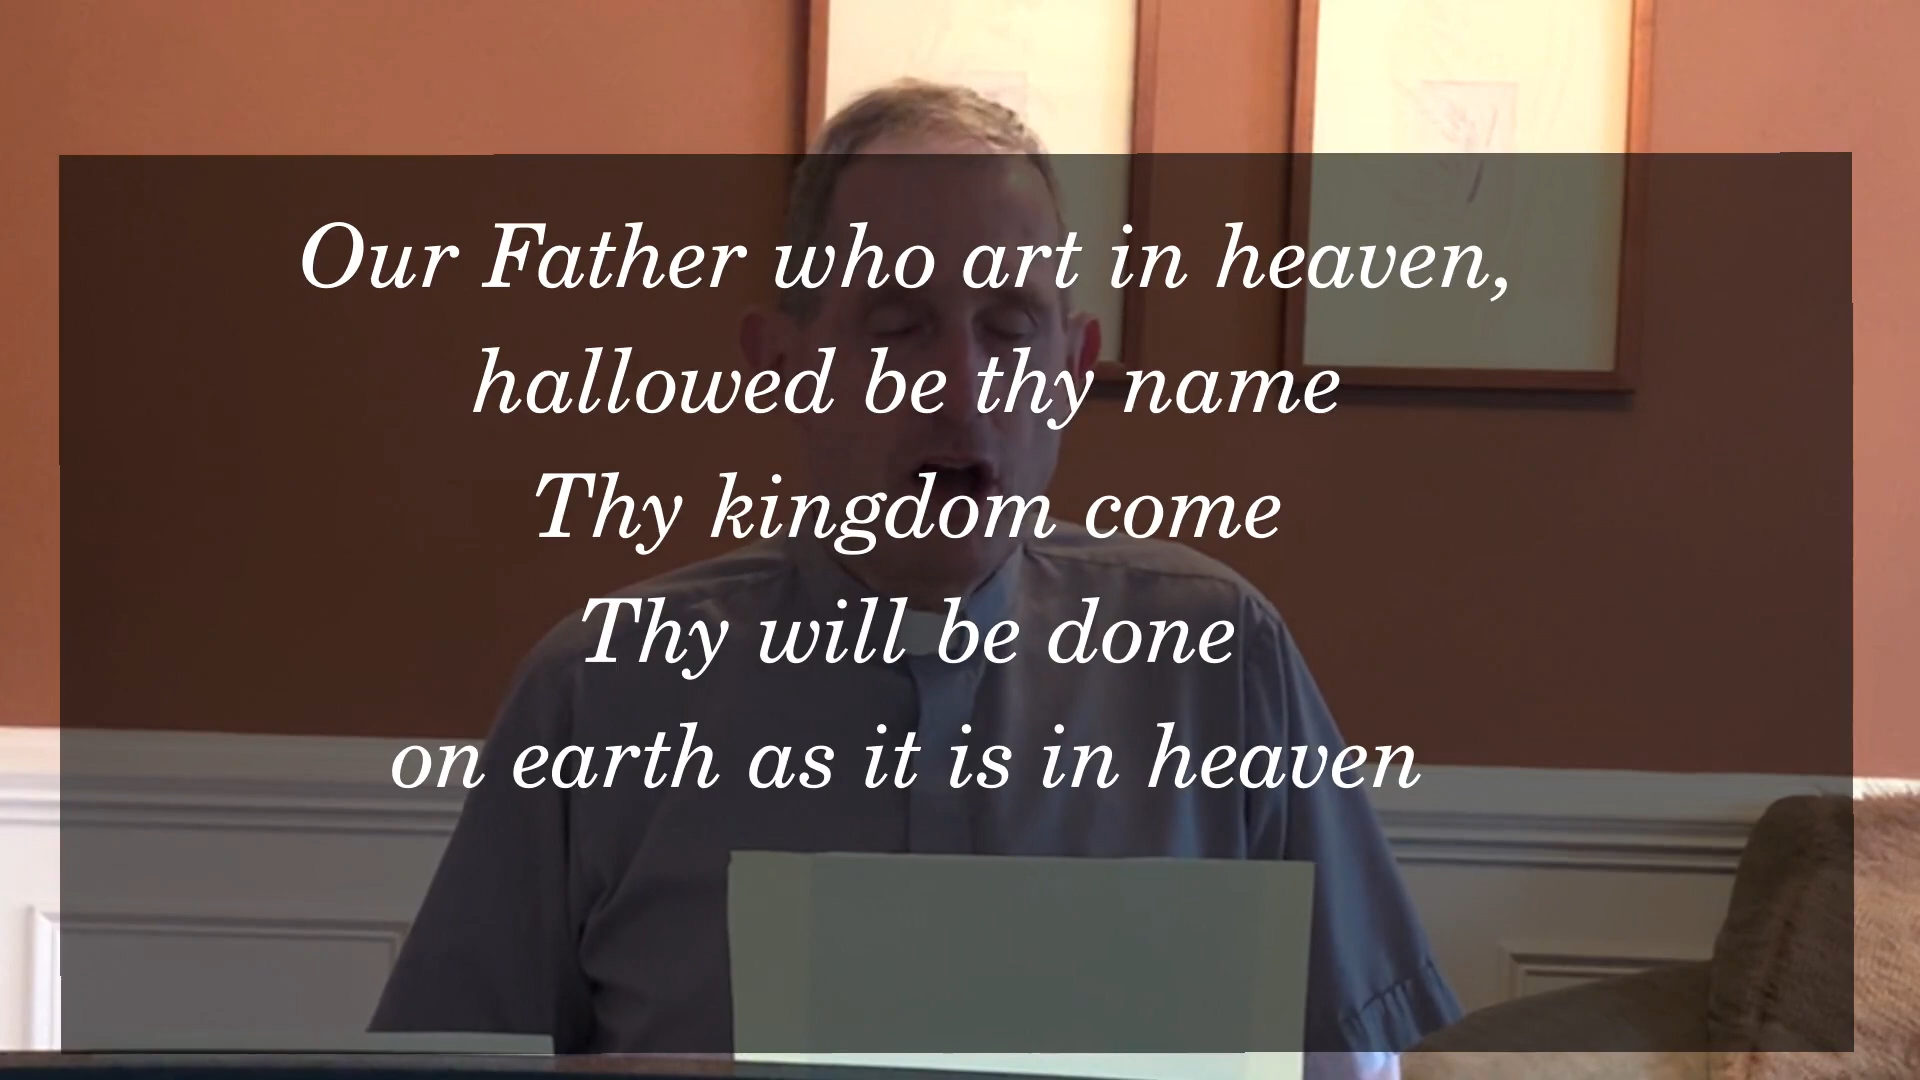 Our Father who art in heaven,
hallowed be thy name
Thy kingdom come
Thy will be done
on earth as it is in heaven